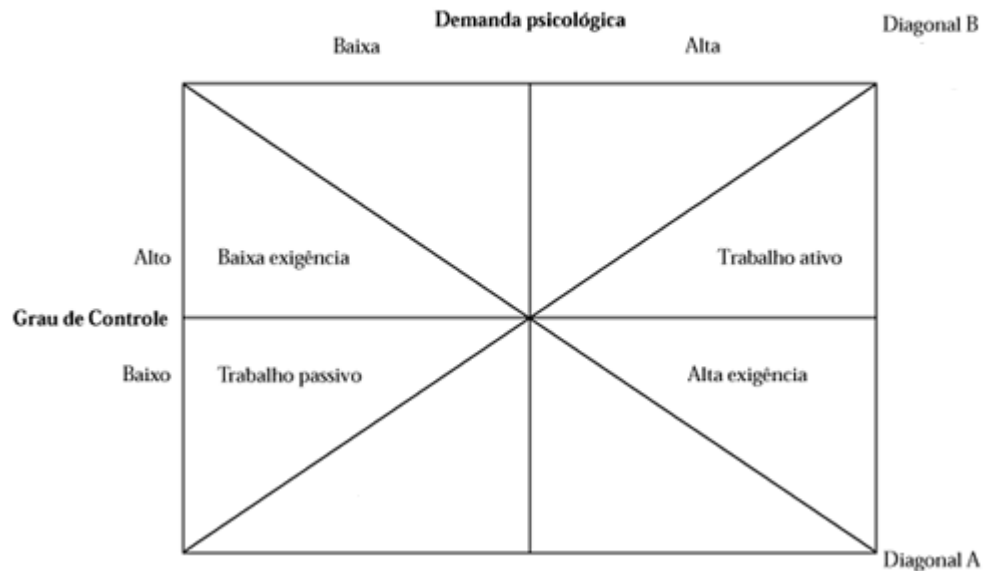 Demanda psicológica
Diagonal B
Baixa
Alta
Alto
Baixa exigência
Trabalho ativo
Grau de Controle
Baixo
Trabalho passivo
Alta exigência
Diagonal A